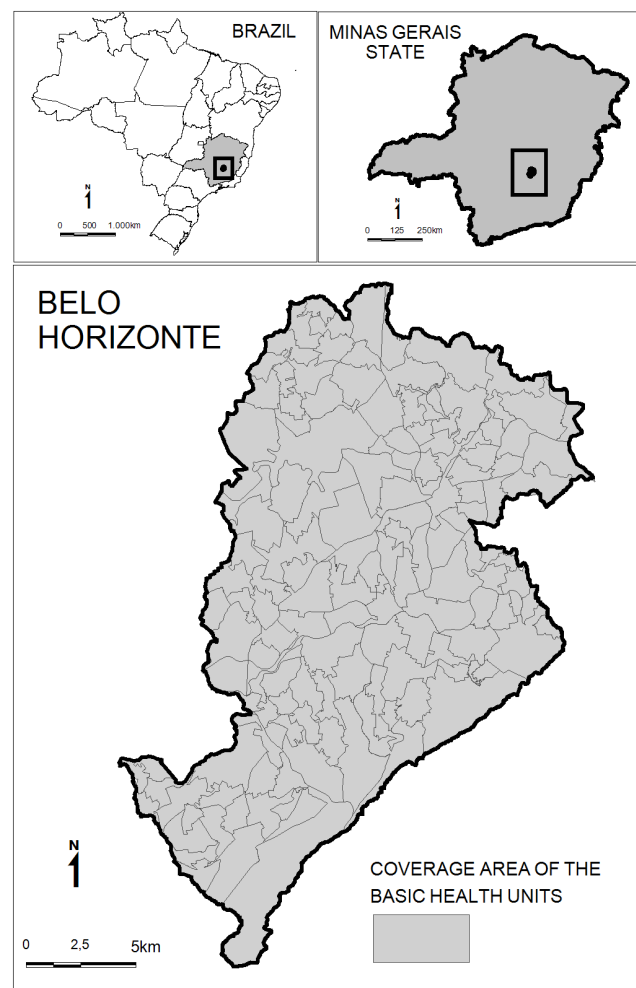 BRAZIL
N
0 500 1.000km
MINAS GERAIS
STATE
N
0 125 250km
BELO
HORIZONTE
N
0 2,5 5km
COVERAGE AREA OF THE
BASIC HEALTH UNITS